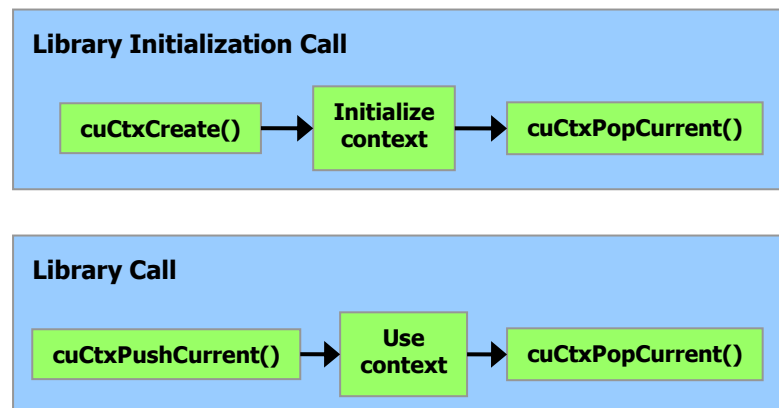 Library Initialization Call
cuCtxCreate()
Initialize
context
cuCtxPopCurrent()
Library Call
cuCtxPushCurrent()
Use
context
cuCtxPopCurrent()